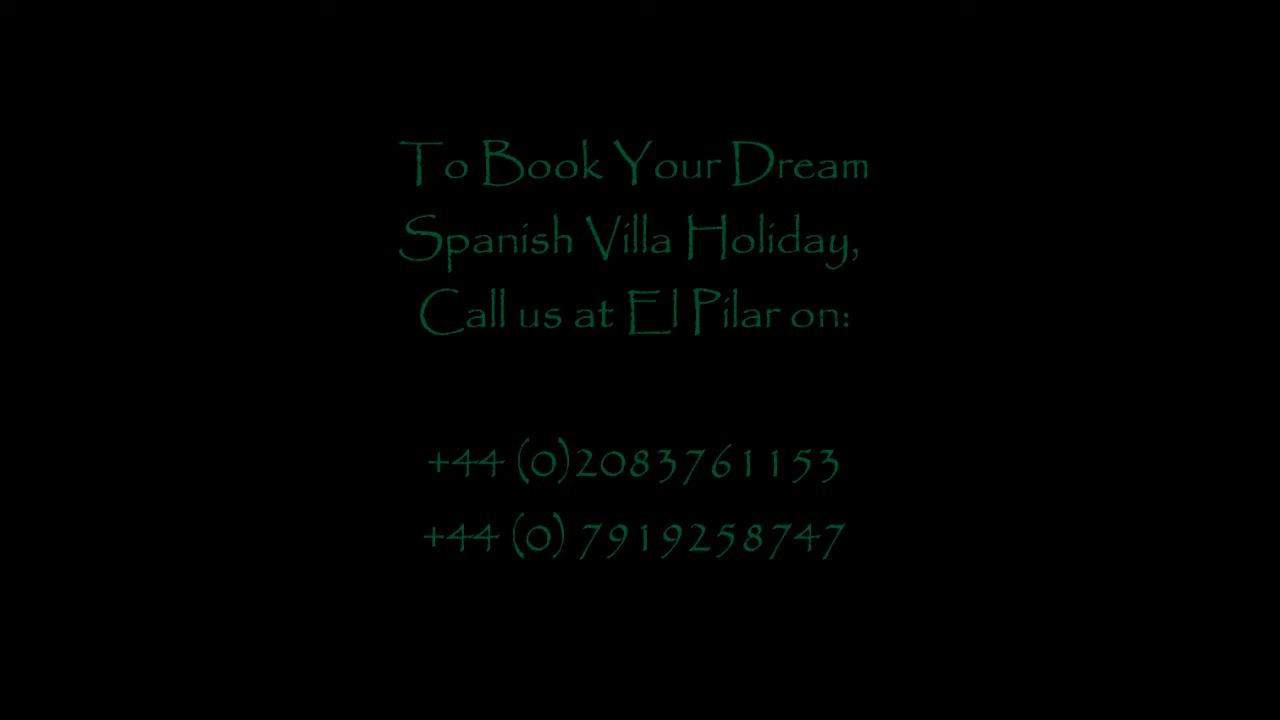 To Book Your Dream
Spanish Villa Holiday,
Call us at El Pilar on:
+44 (0)2083761153
+44 (0) 7919258747